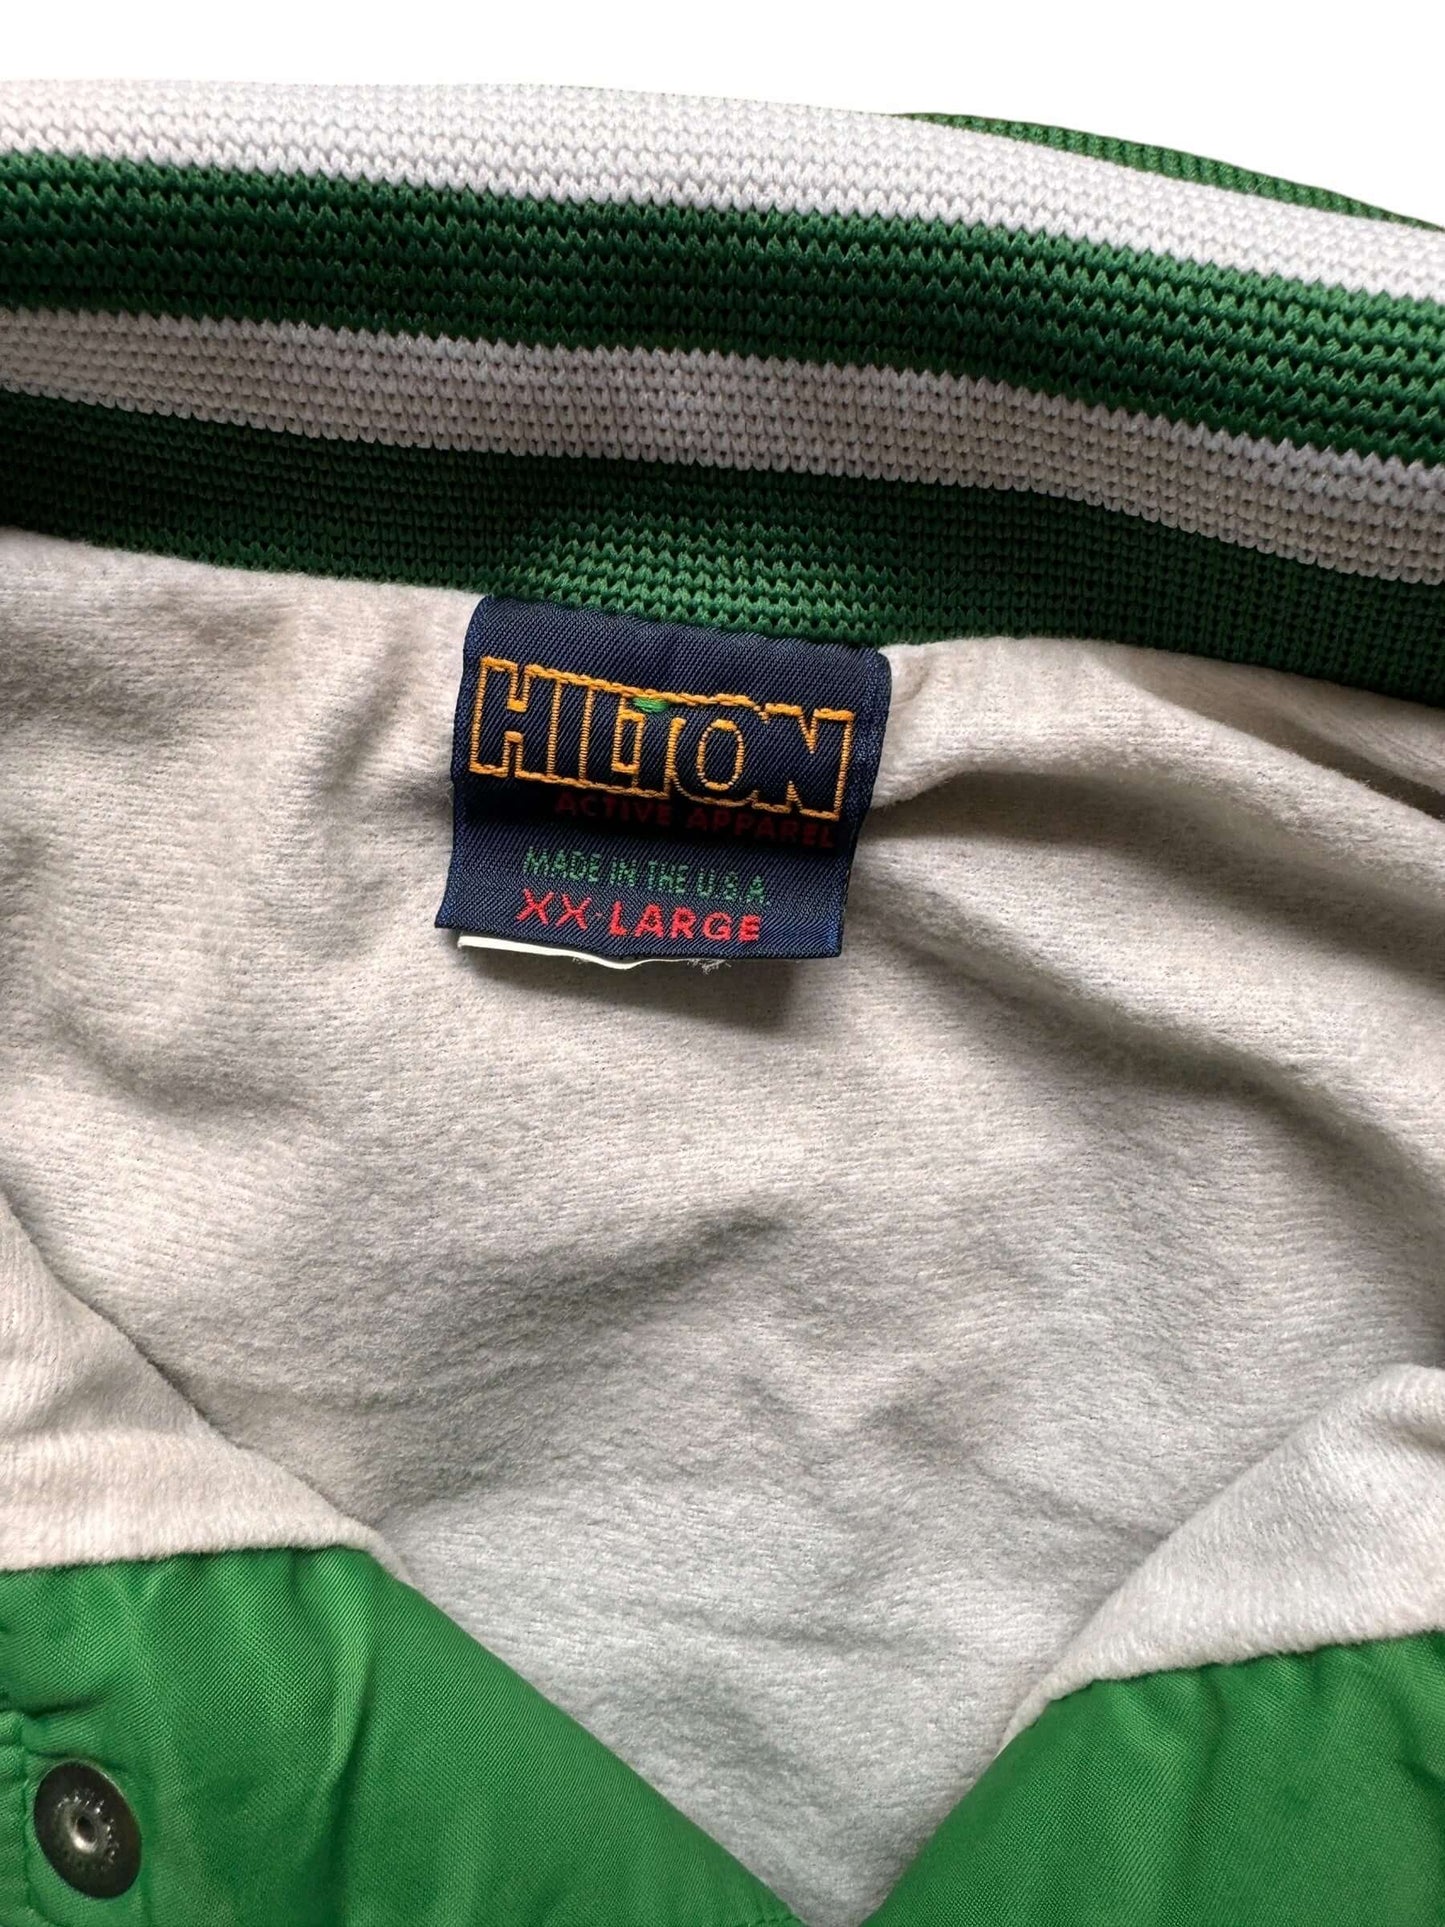 HILTON
ACTIVE APPAREL
MADE IN THE U.S.A.
XX-LARGE